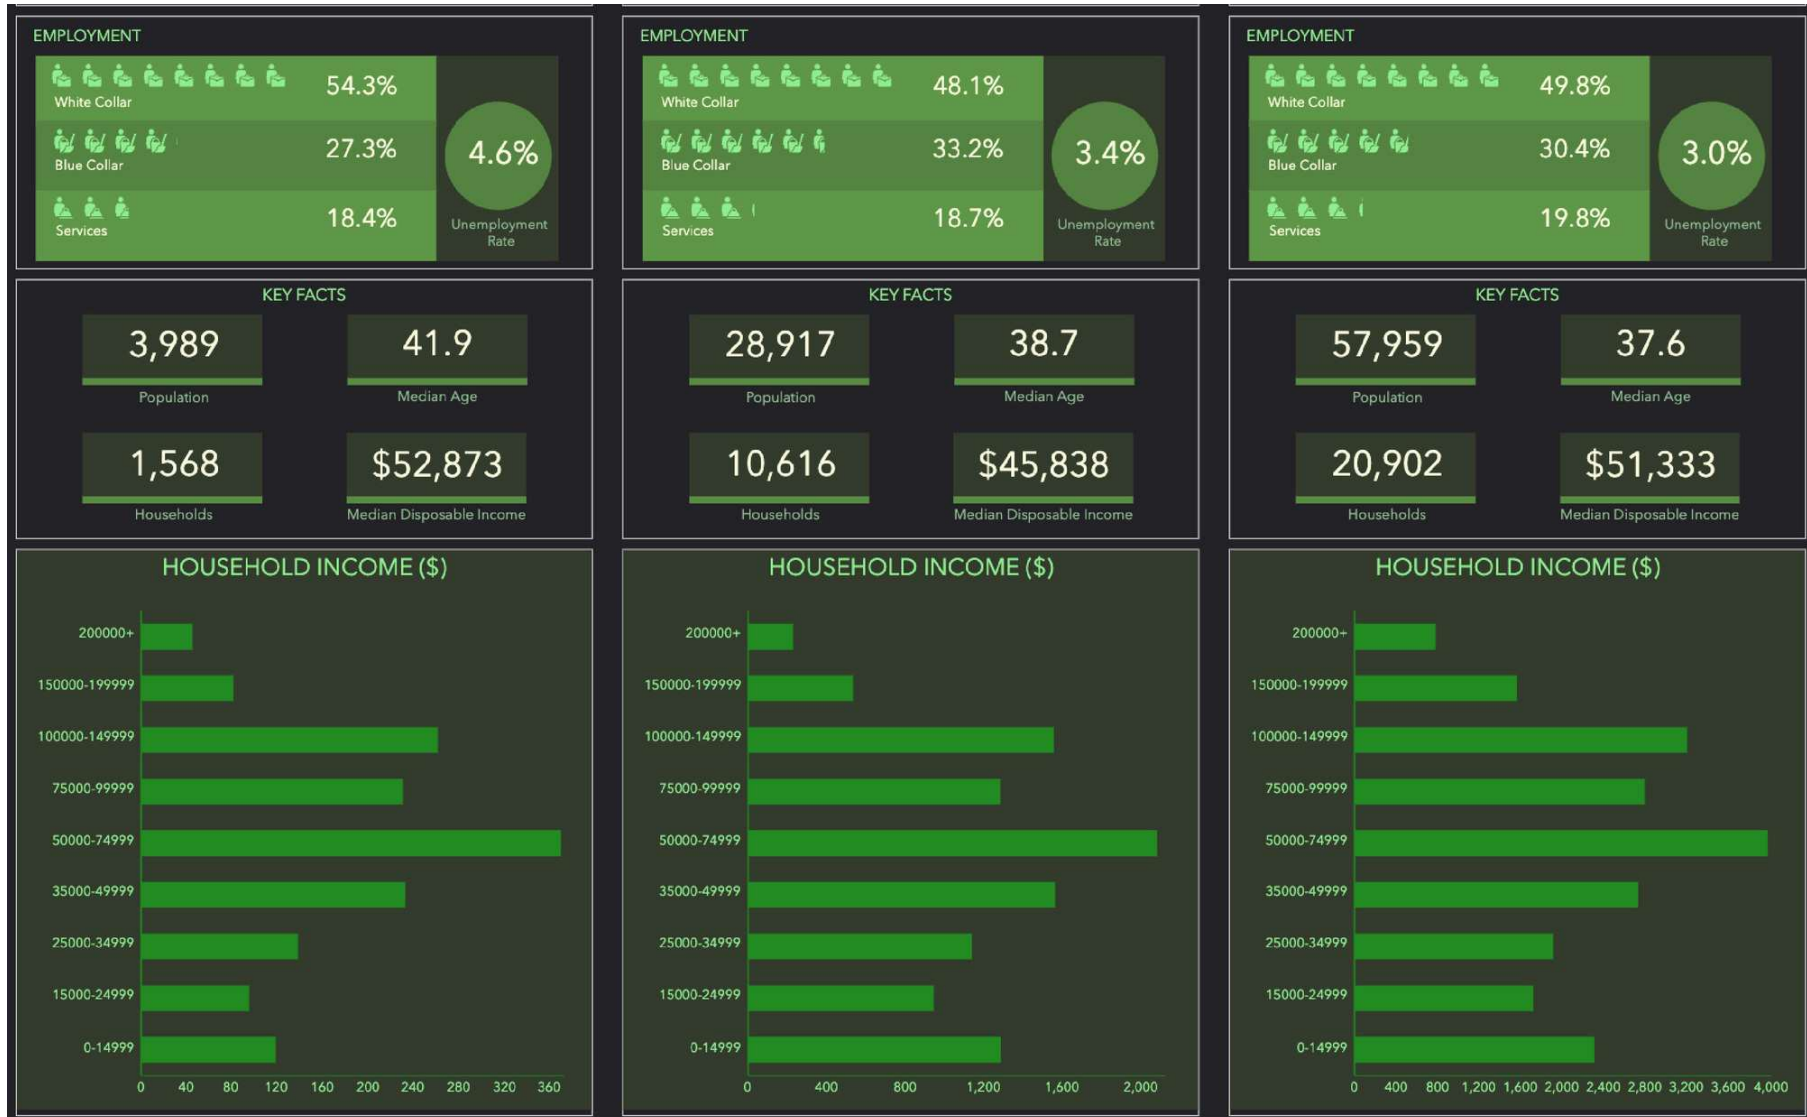 EMPLOYMENT
54.3%
White Collar
27.3%
Blue Collar
18.4%
Services
4.6%
Unemployment
Rate
KEY FACTS
3,989
Population
41.9
Median Age
1,568
Households
$52,873
Median Disposable Income
HOUSEHOLD INCOME ($)
200000+
150000-199999
100000-149999
75000-99999
50000-74999
35000-49999
25000-34999
15000-24999
0-14999
0 40 80 120 160 200 240 280 320 360
EMPLOYMENT
48.1%
White Collar
33.2%
Blue Collar
18.7%
Services
3.4%
Unemployment
Rate
KEY FACTS
28,917
Population
38.7
Median Age
10,616
Households
$45,838
Median Disposable Income
HOUSEHOLD INCOME ($)
200000+
150000-199999
100000-149999
75000-99999
50000-74999
35000-49999
25000-34999
15000-24999
0-14999
0 400 800 1,200 1,600 2,000
EMPLOYMENT
49.8%
White Collar
30.4%
Blue Collar
19.8%
Services
3.0%
Unemployment
Rate
KEY FACTS
57,959
Population
37.6
Median Age
20,902
Households
$51,333
Median Disposable Income
HOUSEHOLD INCOME ($)
200000+
150000-199999
100000-149999
75000-99999
50000-74999
35000-49999
25000-34999
15000-24999
0-14999
0 400 800 1,200 1,600 2,000 2,400 2,800 3,200 3,600 4,000